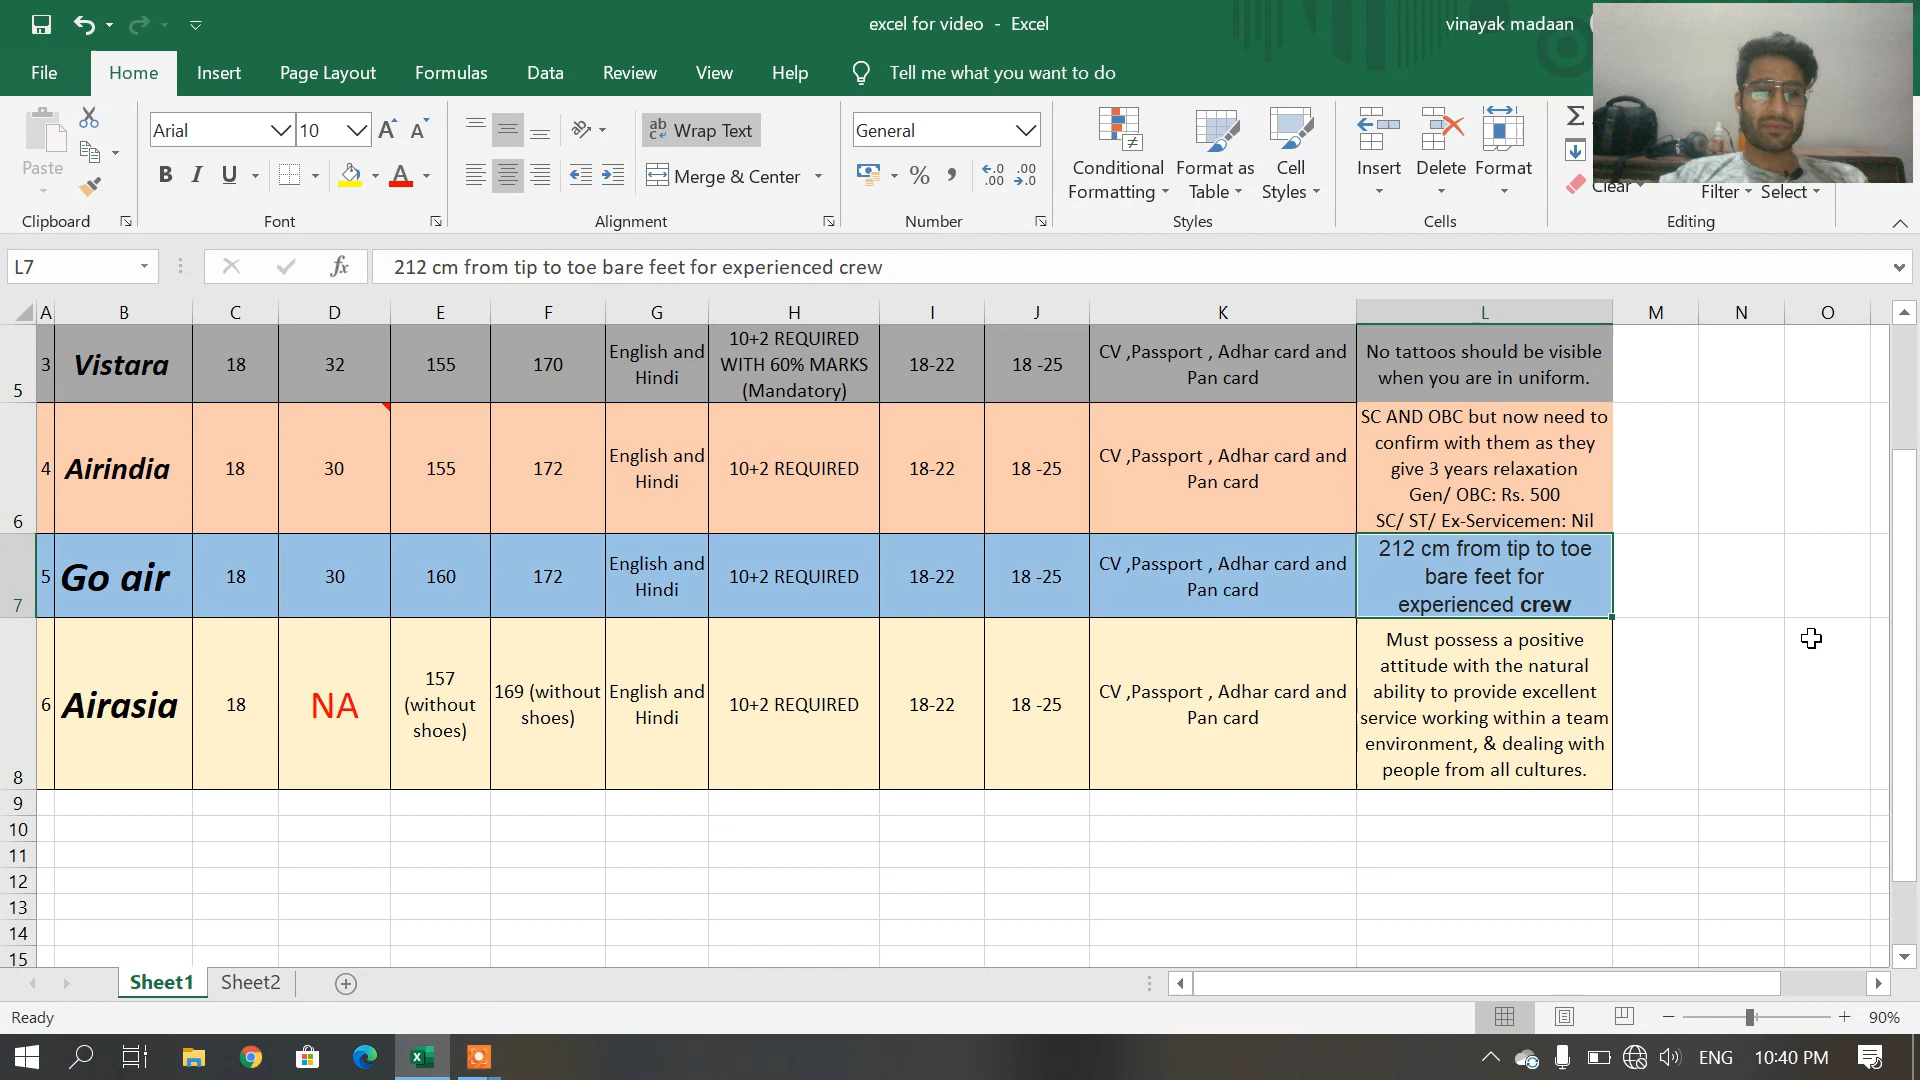 excel for video - Excel
vinayak madaan
File Home Insert Page Layout Formulas Data Review View Help Tell me what you want to do
Paste
Arial 10
Wrap Text
Merge & Center
General
Conditional Formatting
Format as Table
Cell Styles
Insert
Delete
Format
Clear
Filter
Select
Clipboard Font Alignment Number Styles Cells Editing
L7
fx
212 cm from tip to toe bare feet for experienced crew
A B C D E F G H I J K L M N O
5
3 Vistara 18 32 155 170
English and
Hindi
10+2 REQUIRED
WITH 60% MARKS
(Mandatory)
18-22 18 -25
CV ,Passport , Adhar card and
Pan card
No tattoos should be visible
when you are in uniform.
6
4 Airindia 18 30 155 172
English and
Hindi
10+2 REQUIRED 18-22 18 -25
CV ,Passport , Adhar card and
Pan card
SC AND OBC but now need to
confirm with them as they
give 3 years relaxation
Gen/ OBC: Rs. 500
SC/ ST/ Ex-Servicemen: Nil
7
5 Go air 18 30 160 172
English and
Hindi
10+2 REQUIRED 18-22 18 -25
CV ,Passport , Adhar card and
Pan card
212 cm from tip to toe
bare feet for
experienced crew
8
6 Airasia 18 NA
157
(without
shoes)
169 (without
shoes)
English and
Hindi
10+2 REQUIRED 18-22 18 -25
CV ,Passport , Adhar card and
Pan card
Must possess a positive
attitude with the natural
ability to provide excellent
service working within a team
environment, & dealing with
people from all cultures.
9
10
11
12
13
14
15
Sheet1 Sheet2
Ready
90%
ENG 10:40 PM